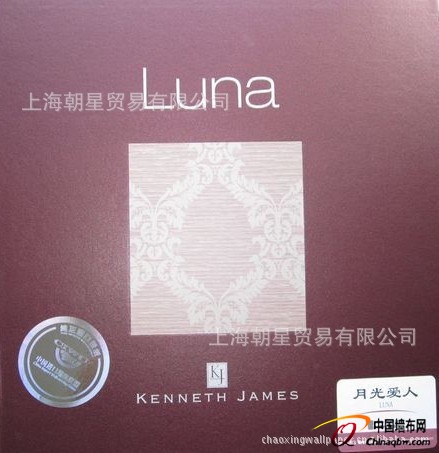 Luna
上海朝星贸易有限公司
上海朝星贸易有限公司
KJ
KENNETH JAMES
月光爱人
LUNA
中国墙布网
Chinaqbw.com